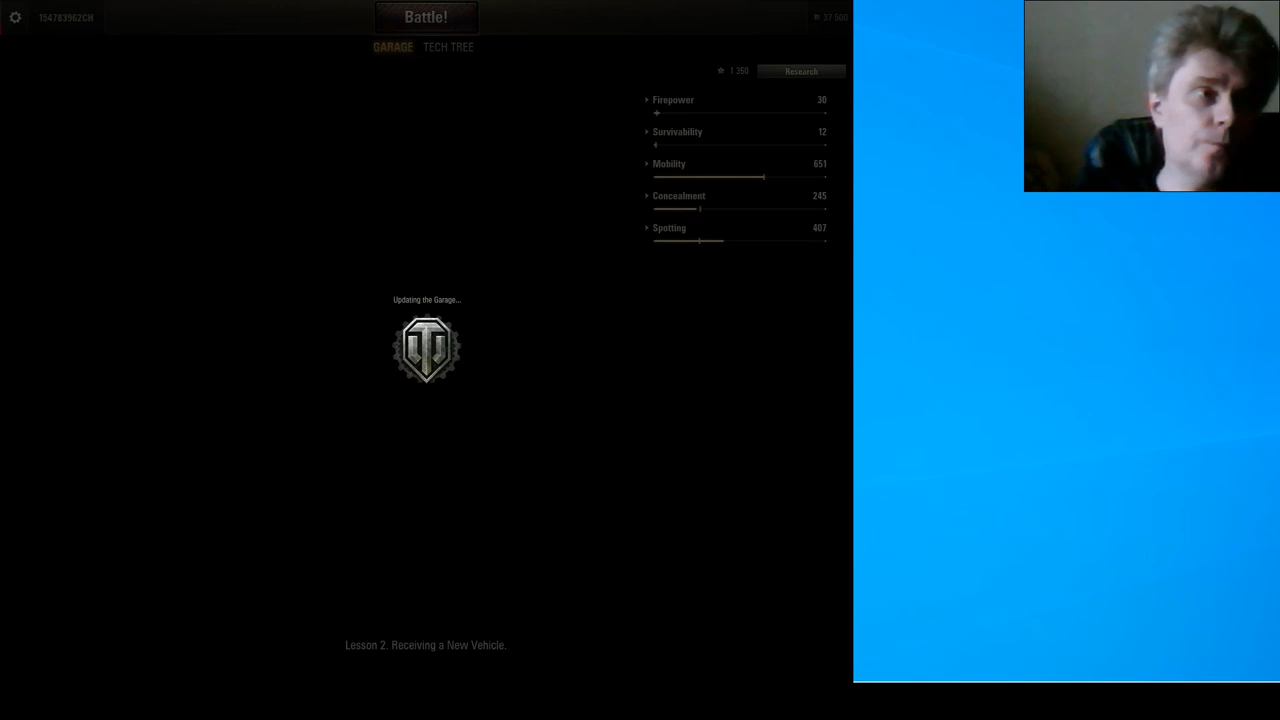 154783962CH
Battle!
37 500
GARAGE TECH TREE
1 350 Research
Firepower 30
Survivability 12
Mobility 651
Concealment 245
Spotting 407
Updating the Garage...
Lesson 2. Receiving a New Vehicle.